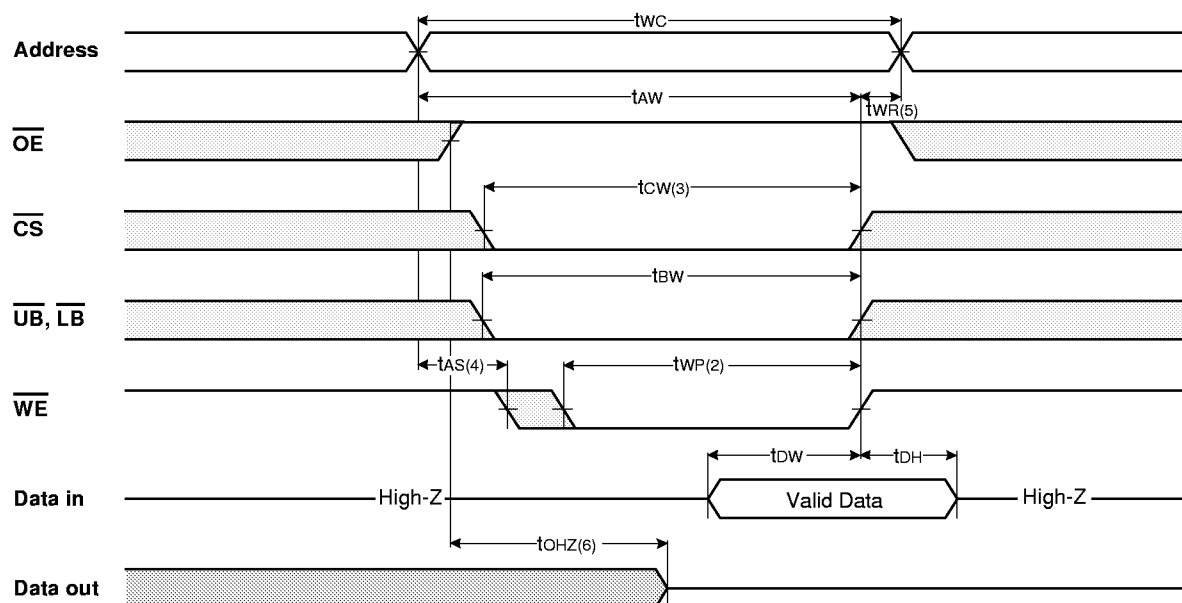 tWC
Address
tAW
tWR(5)
OE
tCW(3)
CS
tBW
UB, LB
tAS(4)
tWP(2)
WE
tDW
tDH
Data in
High-Z
Valid Data
High-Z
tOHZ(6)
Data out